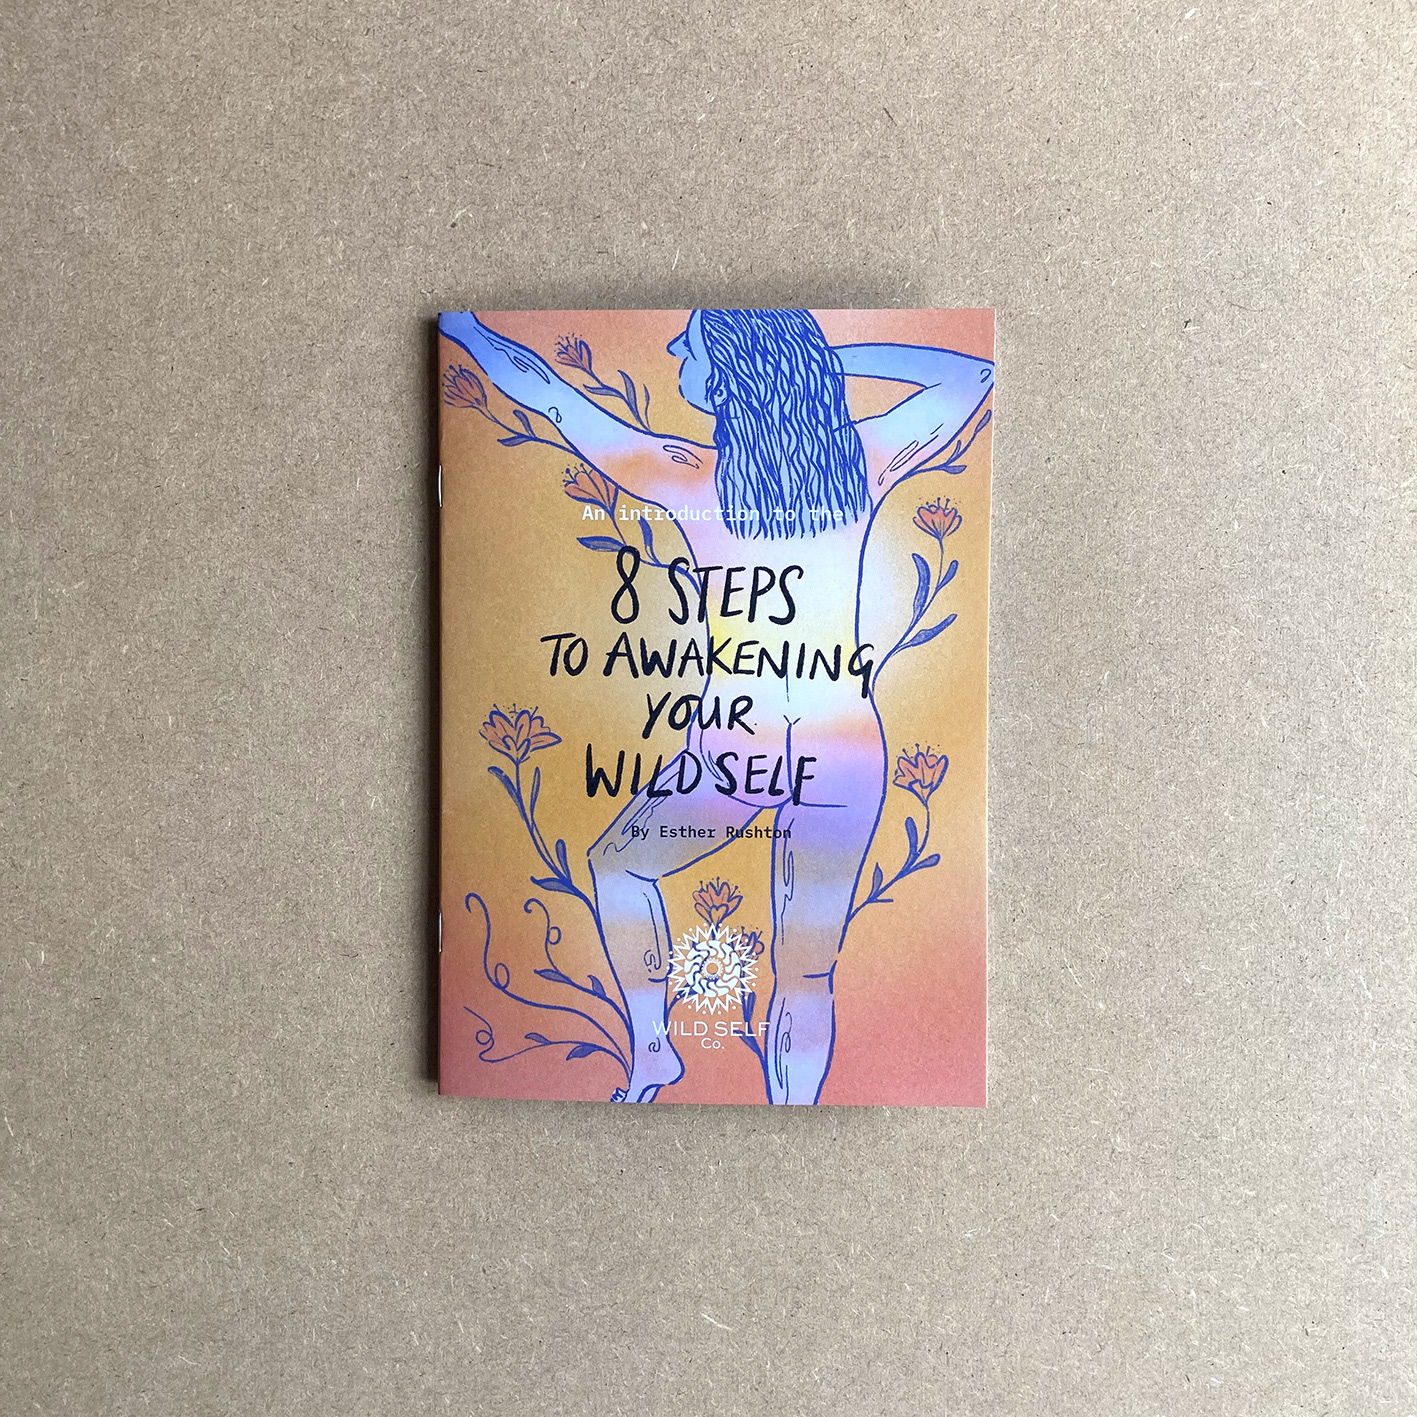 An introduction to the
8 STEPS
TO AWAKENING
YOUR
WILD SELF
By Esther Rushton
WILD SELF
Co.